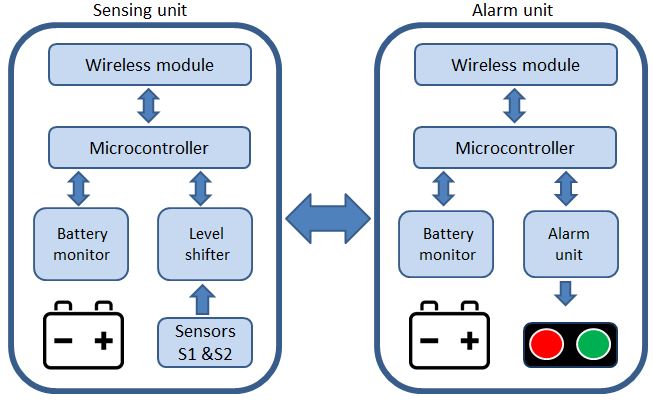 Sensing unit
Wireless module
Microcontroller
Battery
monitor
Level
shifter
Sensors
S1 &S2
Alarm unit
Wireless module
Microcontroller
Battery
monitor
Alarm
unit